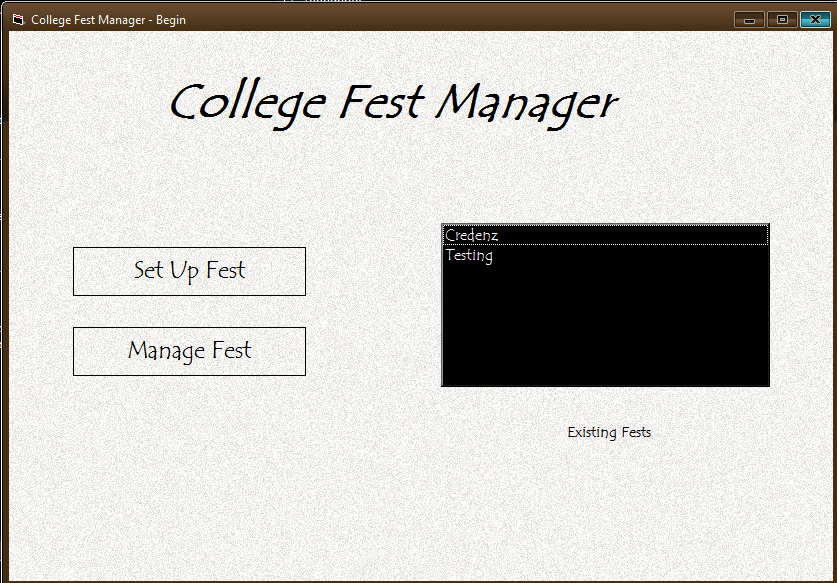 College Fest Manager - Begin
College Fest Manager
Set Up Fest
Manage Fest
Credenz
Testing
Existing Fests